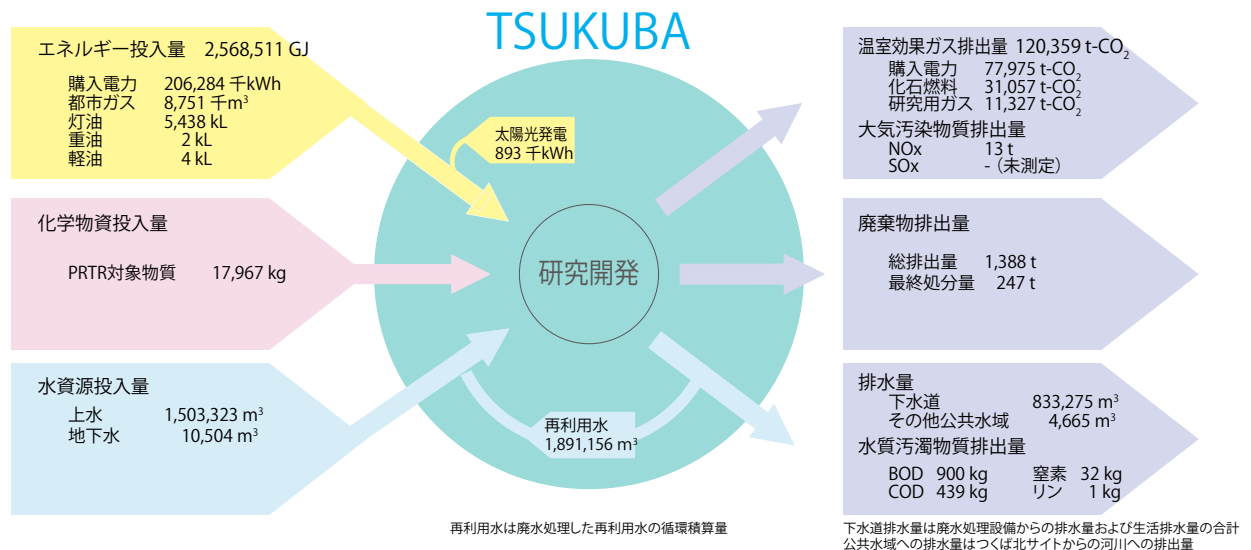 TSUKUBA
エネルギー投入量 2,568,511 GJ
購入電力 206,284 千kWh
都市ガス 8,751 千m³
灯油 5,438 kL
重油 2 kL
軽油 4 kL
太陽光発電
893 千kWh
化学物資投入量
PRTR対象物質 17,967 kg
水資源投入量
上水 1,503,323 m³
地下水 10,504 m³
研究開発
再利用水
1,891,156 m³
再利用水は廃水処理した再利用水の循環積算量
温室効果ガス排出量 120,359 t-CO₂
購入電力 77,975 t-CO₂
化石燃料 31,057 t-CO₂
研究用ガス 11,327 t-CO₂
大気汚染物質排出量
NOx 13 t
SOx -（未測定）
廃棄物排出量
総排出量 1,388 t
最終処分量 247 t
排水量
下水道 833,275 m³
その他公共水域 4,665 m³
水質汚濁物質排出量
BOD 900 kg 窒素 32 kg
COD 439 kg リン 1 kg
下水道排水量は廃水処理設備からの排水量および生活排水量の合計
公共水域への排水量はつくば北サイトからの河川への排出量